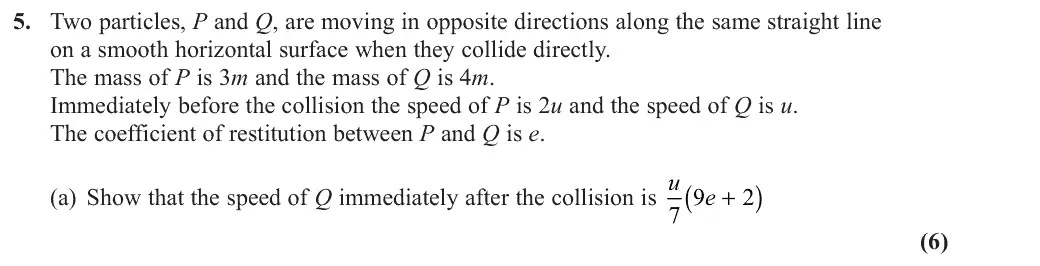 5. Two particles, P and Q, are moving in opposite directions along the same straight line
on a smooth horizontal surface when they collide directly.
The mass of P is 3m and the mass of Q is 4m.
Immediately before the collision the speed of P is 2u and the speed of Q is u.
The coefficient of restitution between P and Q is e.
(a) Show that the speed of Q immediately after the collision is u/7(9e + 2)
(6)